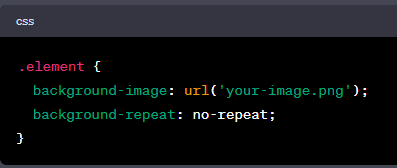 css
.element {
  background-image: url('your-image.png');
  background-repeat: no-repeat;
}